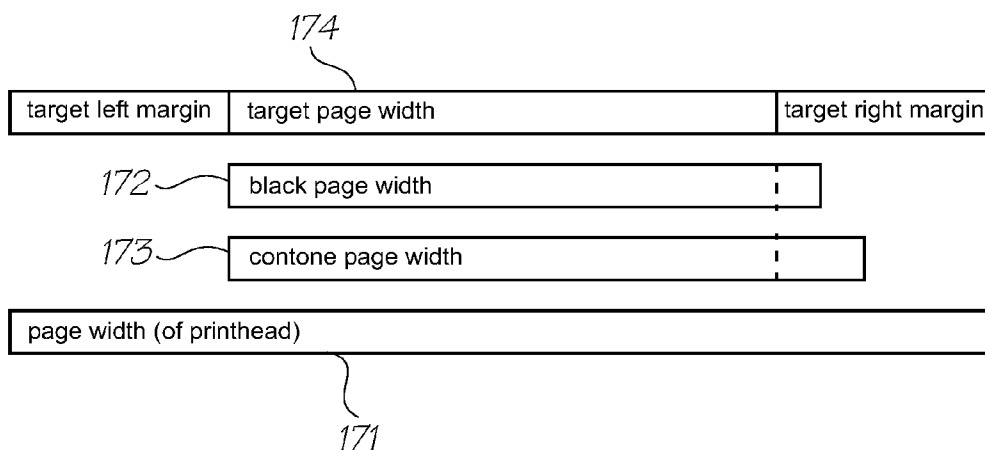 174
target left margin target page width target right margin
172 black page width
173 contone page width
page width (of printhead)
171